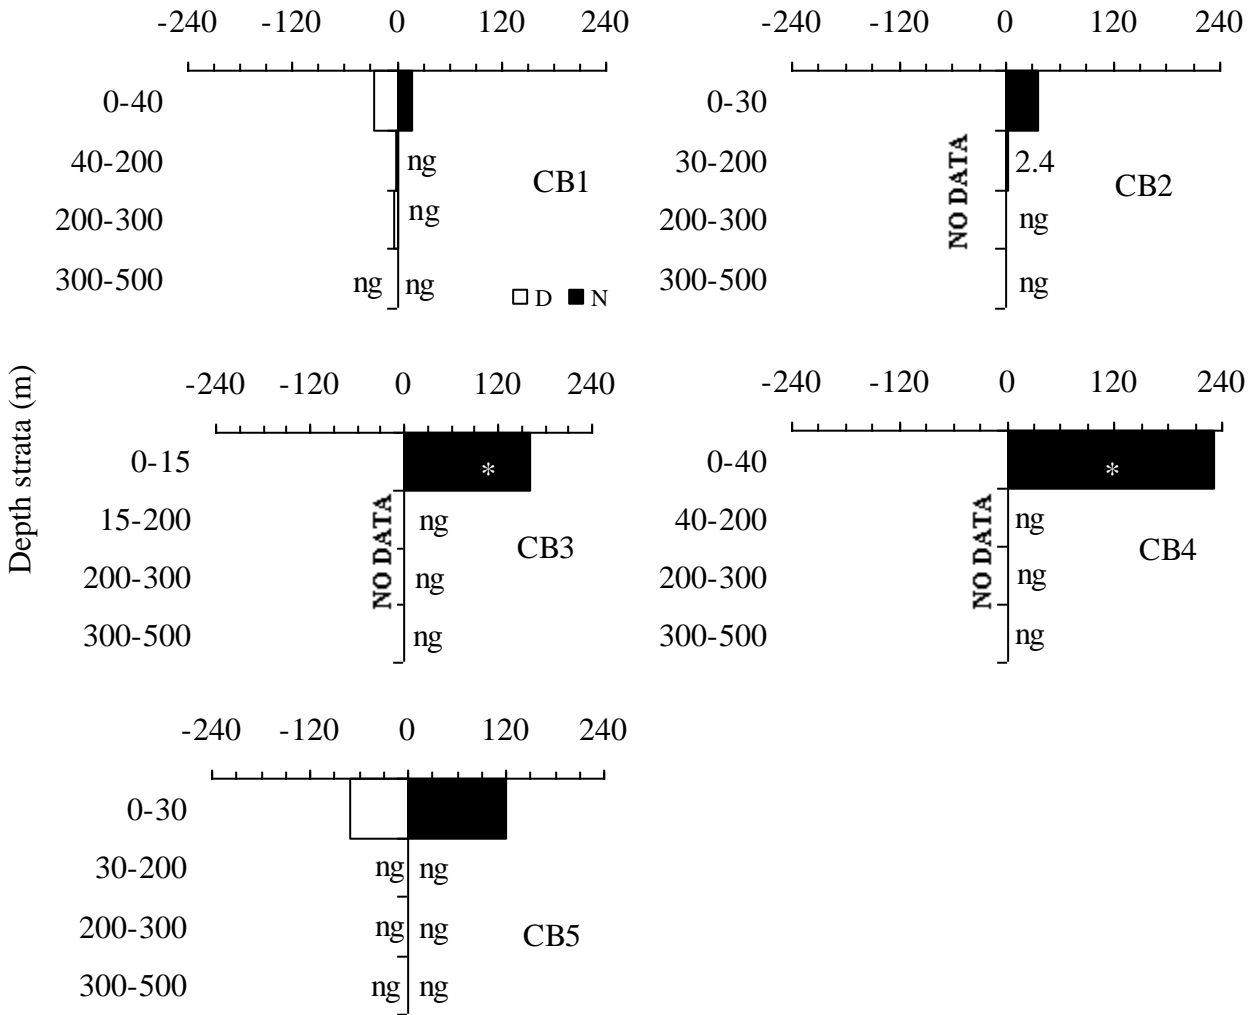 -240 -120 0 120 240
0-40
40-200 ng
CB1
200-300 ng
300-500 ng ng
D N
-240 -120 0 120 240
0-30
30-200 2.4
NO DATA
CB2
200-300 ng
300-500 ng
Depth strata (m)
-240 -120 0 120 240
0-15 *
15-200 ng
NO DATA
CB3
200-300 ng
300-500 ng
-240 -120 0 120 240
0-40 *
40-200 ng
NO DATA
CB4
200-300 ng
300-500 ng
-240 -120 0 120 240
0-30
30-200 ng ng
200-300 ng ng
CB5
300-500 ng ng